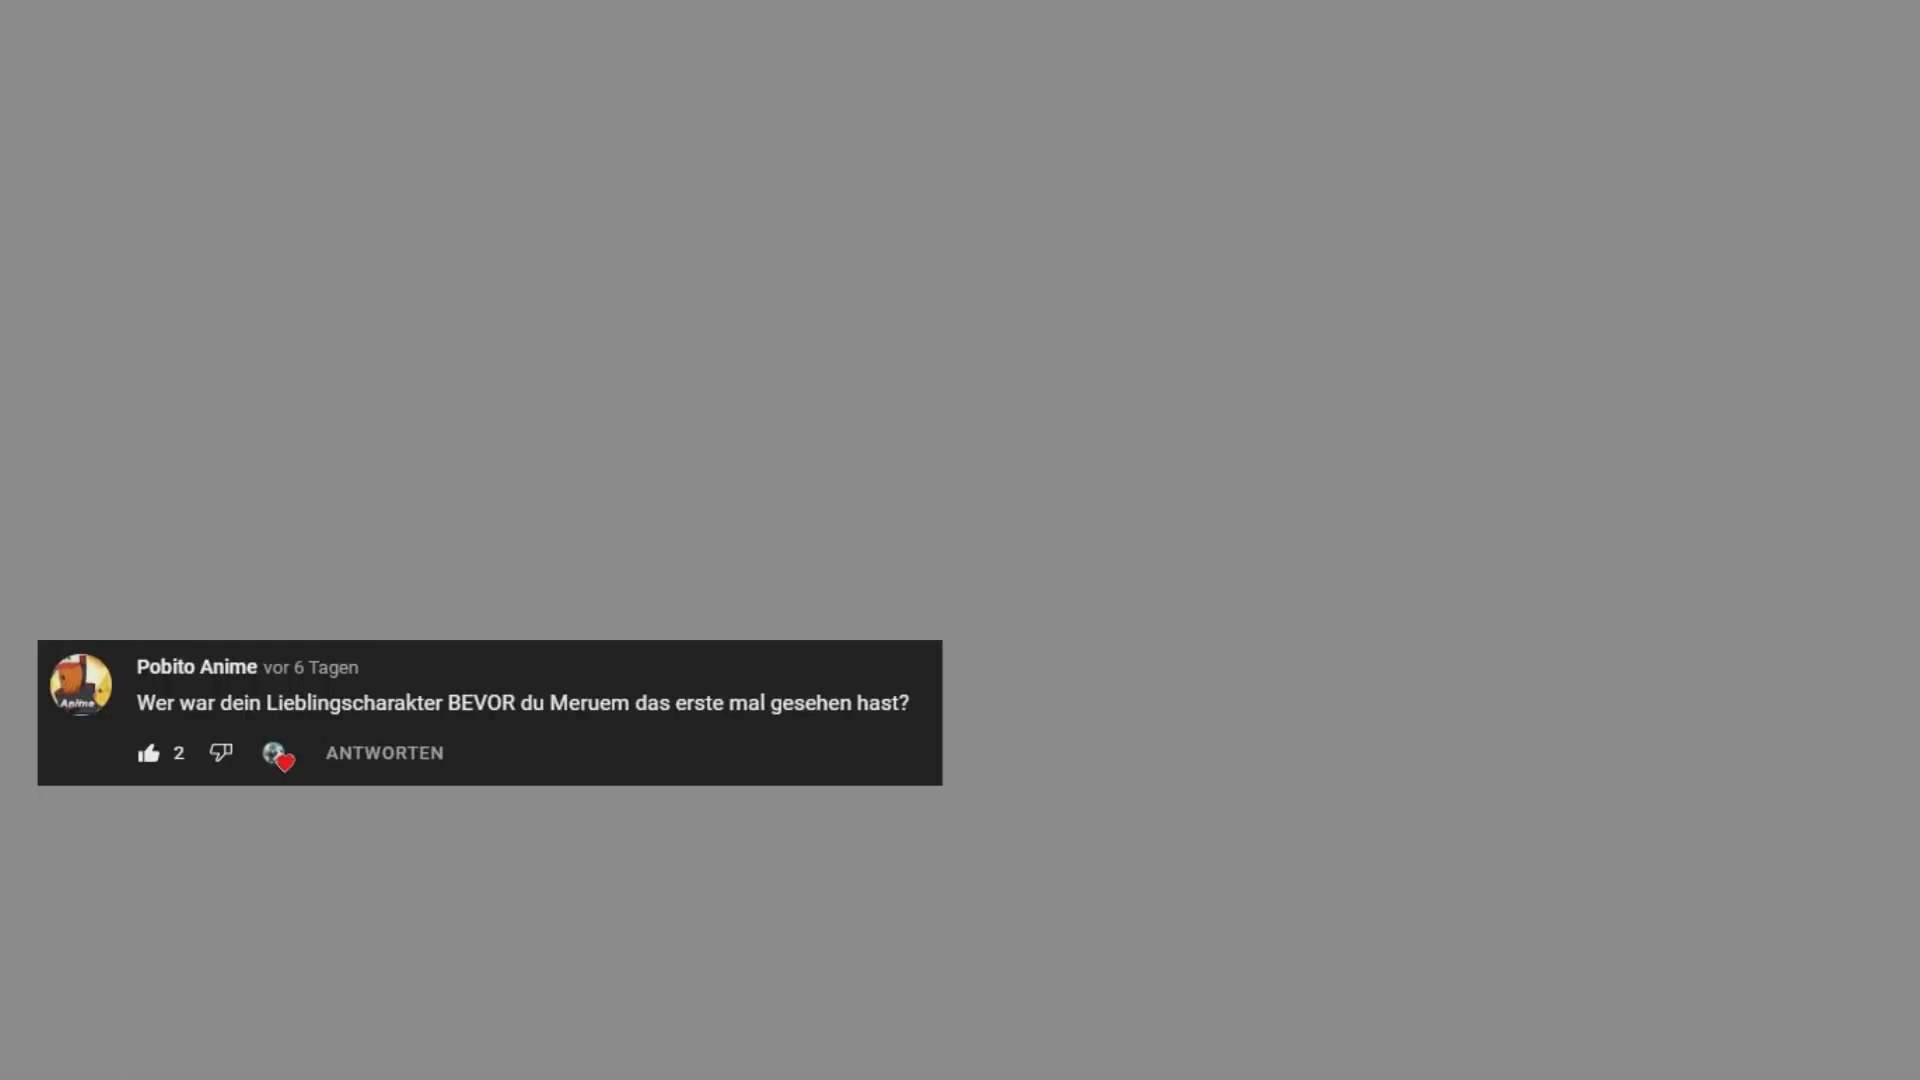 Pobito Anime vor 6 Tagen
Wer war dein Lieblingscharakter BEVOR du Meruem das erste mal gesehen hast?
Anime
2 ANTWORTEN